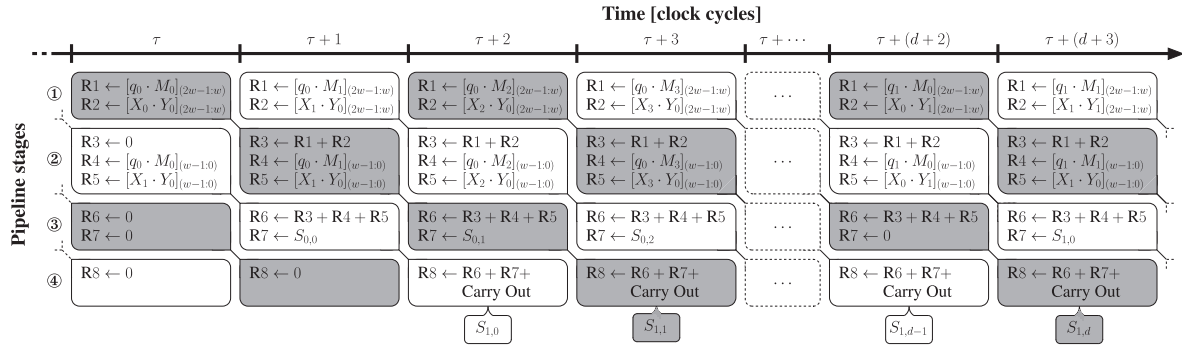 Time [clock cycles]
τ τ + 1 τ + 2 τ + 3 τ + ⋯ τ + (d + 2) τ + (d + 3)
Pipeline stages
①
R1 ← [q₀ · M₀](2w−1:w)
R2 ← [X₀ · Y₀](2w−1:w)
R1 ← [q₀ · M₁](2w−1:w)
R2 ← [X₁ · Y₀](2w−1:w)
R1 ← [q₀ · M₂](2w−1:w)
R2 ← [X₂ · Y₀](2w−1:w)
R1 ← [q₀ · M₃](2w−1:w)
R2 ← [X₃ · Y₀](2w−1:w)
⋯
R1 ← [q₁ · M₀](2w−1:w)
R2 ← [X₀ · Y₁](2w−1:w)
R1 ← [q₁ · M₁](2w−1:w)
R2 ← [X₁ · Y₁](2w−1:w)
②
R3 ← 0
R4 ← [q₀ · M₀](w−1:0)
R5 ← [X₁ · Y₀](w−1:0)
R3 ← R1 + R2
R4 ← [q₀ · M₁](w−1:0)
R5 ← [X₁ · Y₀](w−1:0)
R3 ← R1 + R2
R4 ← [q₀ · M₂](w−1:0)
R5 ← [X₂ · Y₀](w−1:0)
R3 ← R1 + R2
R4 ← [q₀ · M₃](w−1:0)
R5 ← [X₃ · Y₀](w−1:0)
⋯
R3 ← R1 + R2
R4 ← [q₁ · M₀](w−1:0)
R5 ← [X₀ · Y₁](w−1:0)
R3 ← R1 + R2
R4 ← [q₁ · M₁](w−1:0)
R5 ← [X₁ · Y₁](w−1:0)
③
R6 ← 0
R7 ← 0
R6 ← R3 + R4 + R5
R7 ← S₀,₀
R6 ← R3 + R4 + R5
R7 ← S₀,₁
R6 ← R3 + R4 + R5
R7 ← S₀,₂
⋯
R6 ← R3 + R4 + R5
R7 ← 0
R6 ← R3 + R4 + R5
R7 ← S₁,₀
④
R8 ← 0
R8 ← 0
R8 ← R6 + R7+
Carry Out
R8 ← R6 + R7+
Carry Out
⋯
R8 ← R6 + R7+
Carry Out
R8 ← R6 + R7+
Carry Out
S₁,₀ S₁,₁ S₁,d−₁ S₁,d